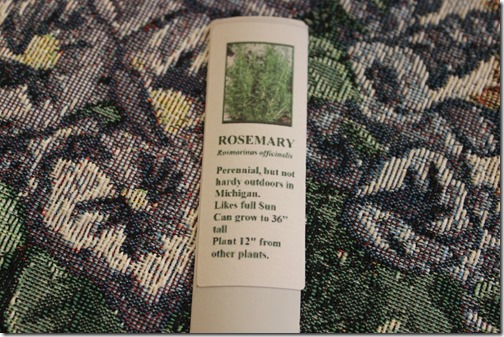 ROSEMARY
Rosmarinus officinalis
Perennial, but not
hardy outdoors in
Michigan.
Likes full Sun
Can grow to 36"
tall
Plant 12" from
other plants.